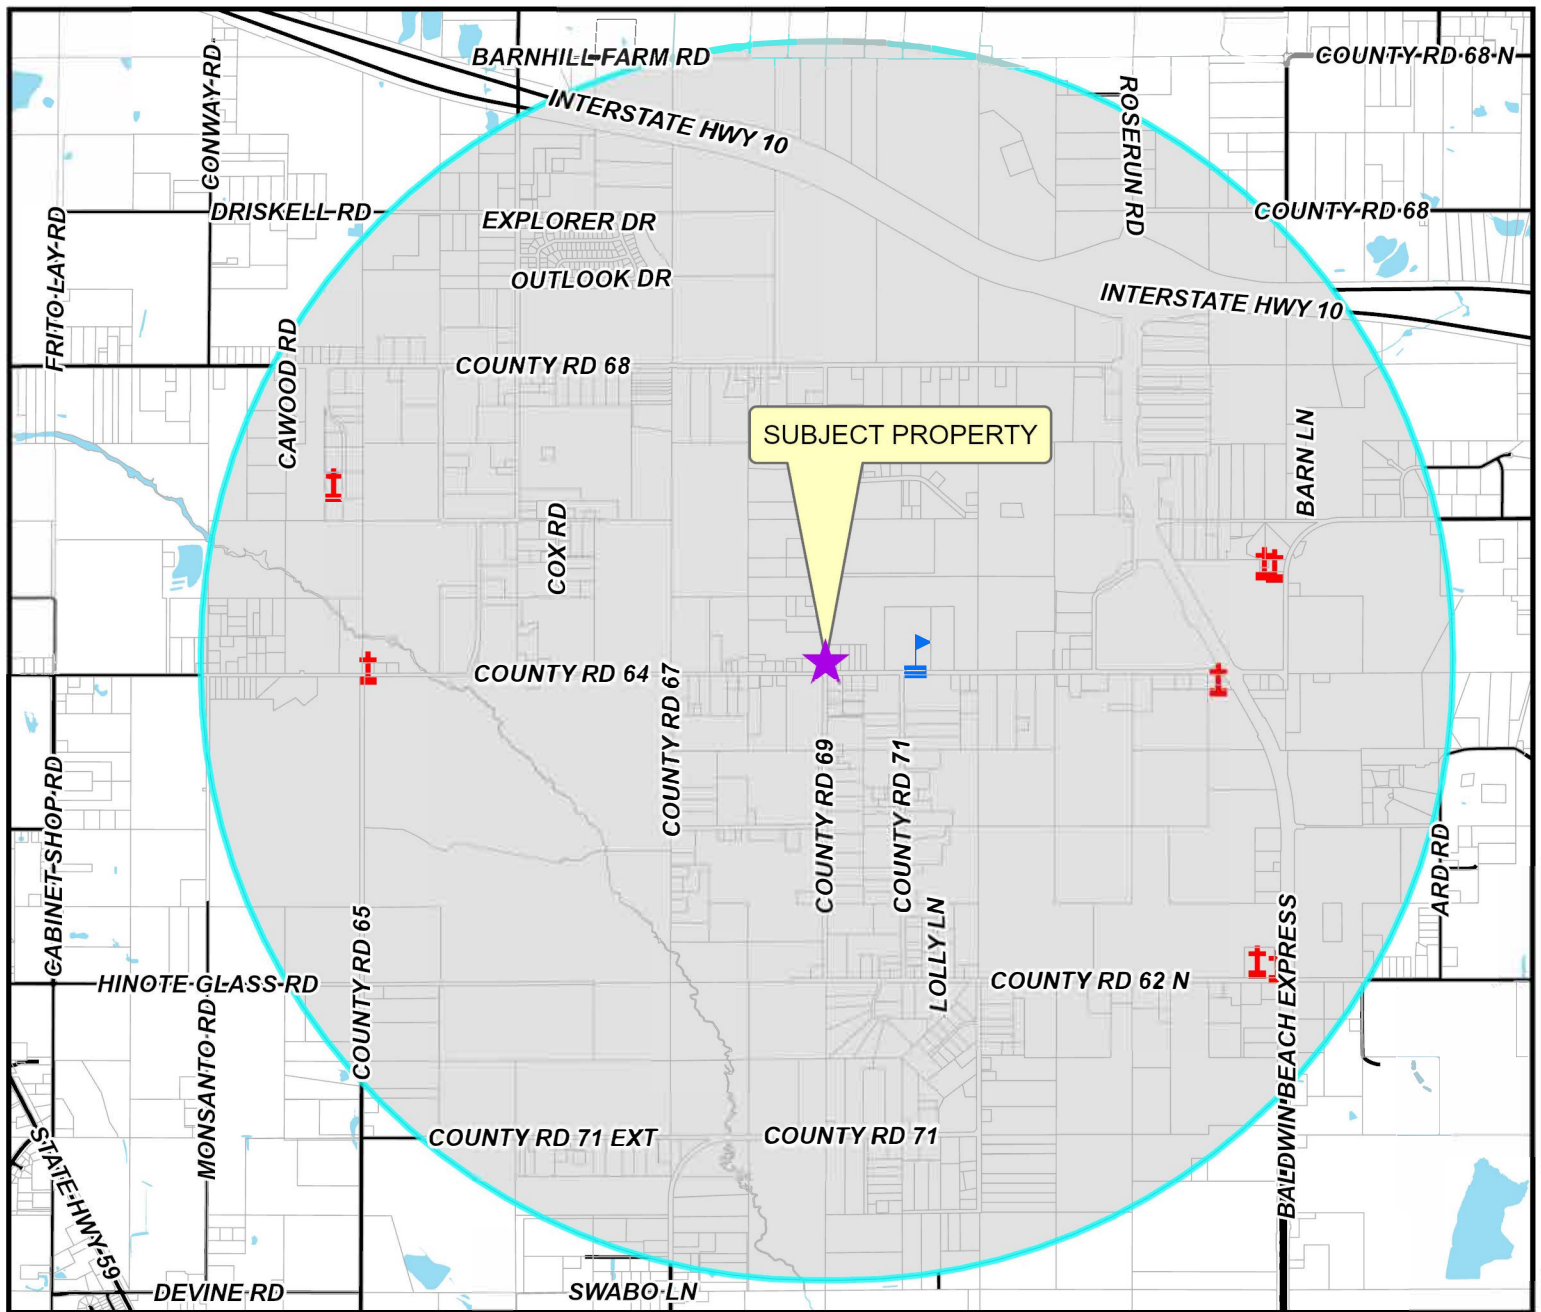 BARNHILL FARM RD
COUNTY RD 68 N
CONWAY RD
INTERSTATE HWY 10
ROSERUN RD
DRISKELL RD
EXPLORER DR
COUNTY RD 68
FRITO LAY RD
OUTLOOK DR
INTERSTATE HWY 10
CAWOOD RD
COUNTY RD 68
SUBJECT PROPERTY
BARN LN
COX RD
COUNTY RD 64
COUNTY RD 67
COUNTY RD 69
COUNTY RD 71
CABINET SHOP RD
ARD RD
COUNTY RD 65
LOLLY LN
BALDWIN BEACH EXPRESS
HINOTE GLASS RD
COUNTY RD 62 N
MONSANTO RD
COUNTY RD 71 EXT
COUNTY RD 71
STATE HWY 59
DEVINE RD
SWABO LN